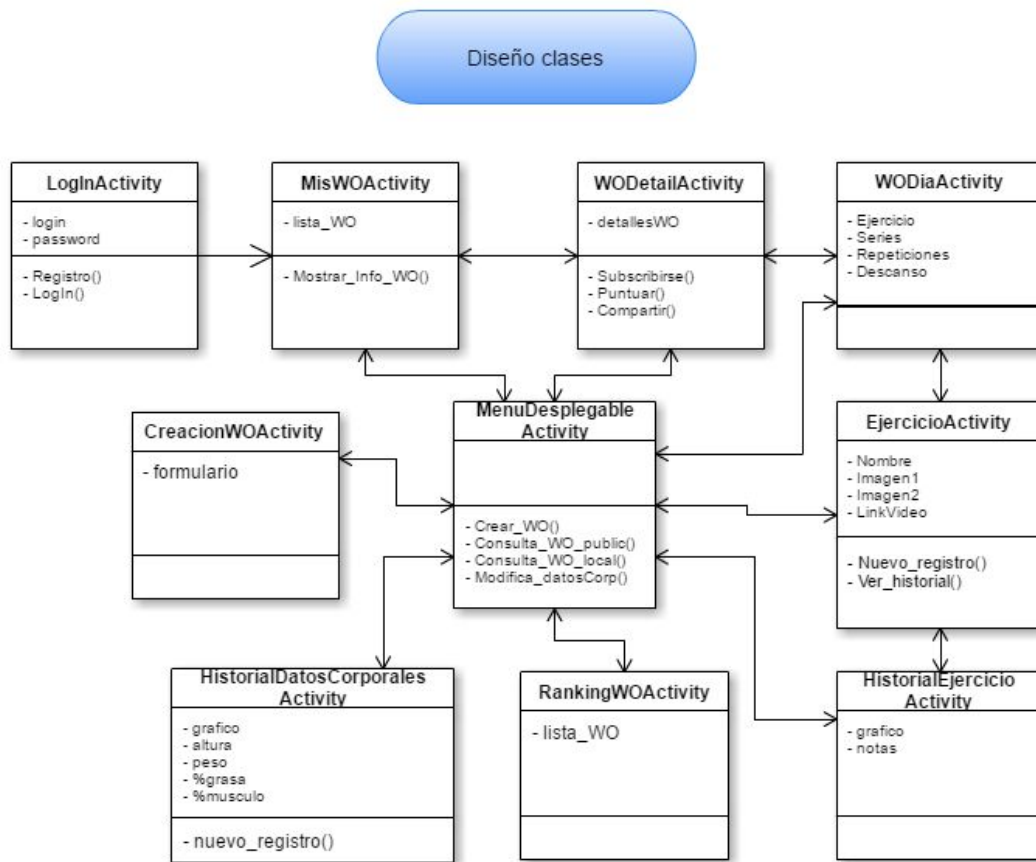 Diseño clases
LogInActivity
- login
- password
- Registro()
- LogIn()
MisWOActivity
- lista_WO
- Mostrar_Info_WO()
WODetailActivity
- detallesWO
- Subscribirse()
- Puntuar()
- Compartir()
WODiaActivity
- Ejercicio
- Series
- Repeticiones
- Descanso
CreacionWOActivity
- formulario
MenuDesplegable
Activity
- Crear_WO()
- Consulta_WO_public()
- Consulta_WO_local()
- Modifica_datosCorp()
EjercicioActivity
- Nombre
- Imagen1
- Imagen2
- LinkVideo
- Nuevo_registro()
- Ver_historial()
HistorialDatosCorporales
Activity
- grafico
- altura
- peso
- %grasa
- %musculo
- nuevo_registro()
RankingWOActivity
- lista_WO
HistorialEjercicio
Activity
- grafico
- notas